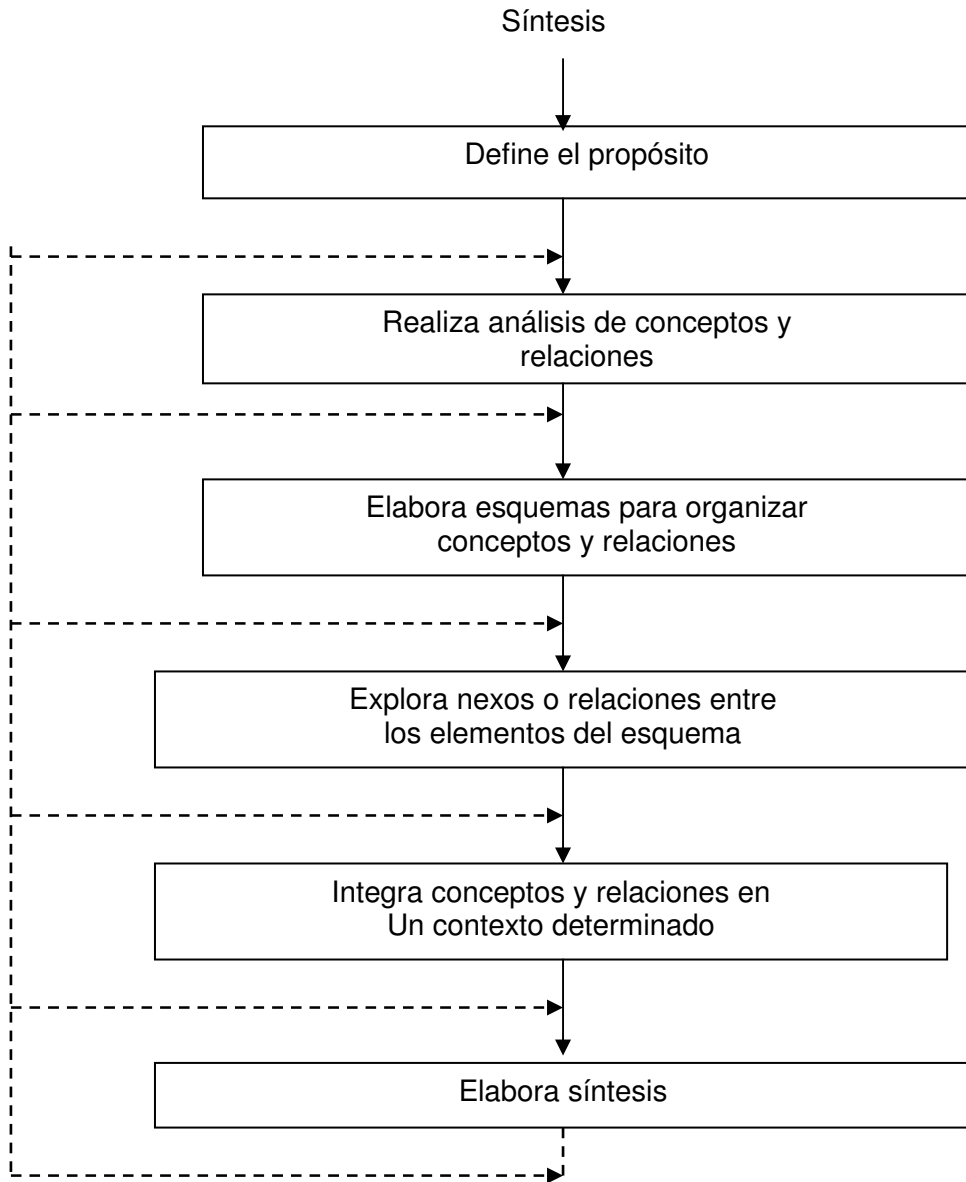 Síntesis
Define el propósito
Realiza análisis de conceptos y
relaciones
Elabora esquemas para organizar
conceptos y relaciones
Explora nexos o relaciones entre
los elementos del esquema
Integra conceptos y relaciones en
Un contexto determinado
Elabora síntesis